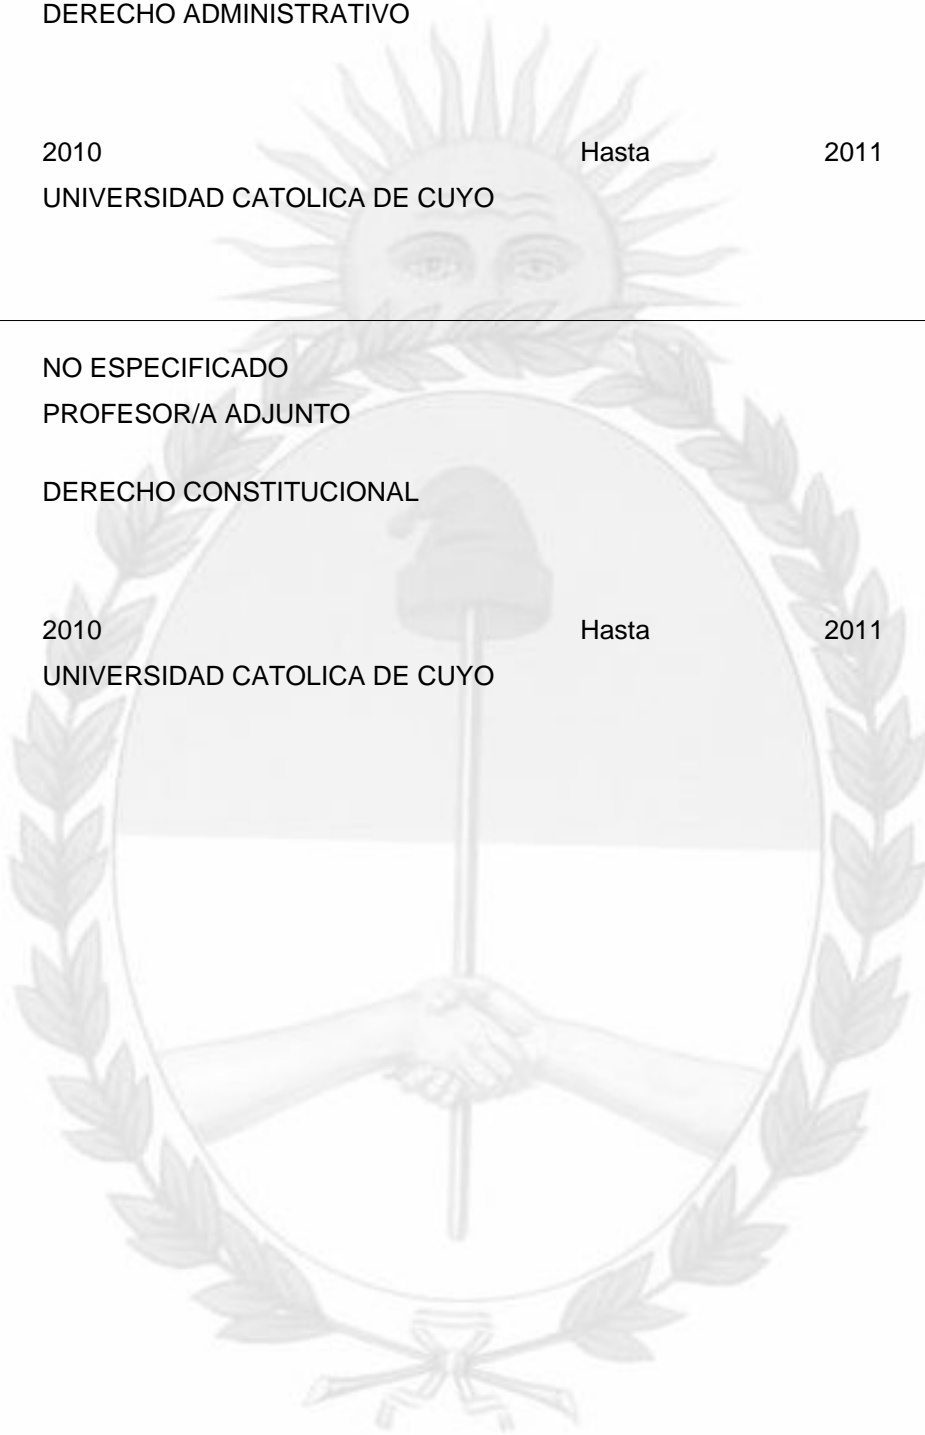 DERECHO ADMINISTRATIVO
2010 Hasta 2011
UNIVERSIDAD CATOLICA DE CUYO
NO ESPECIFICADO
PROFESOR/A ADJUNTO
DERECHO CONSTITUCIONAL
2010 Hasta 2011
UNIVERSIDAD CATOLICA DE CUYO